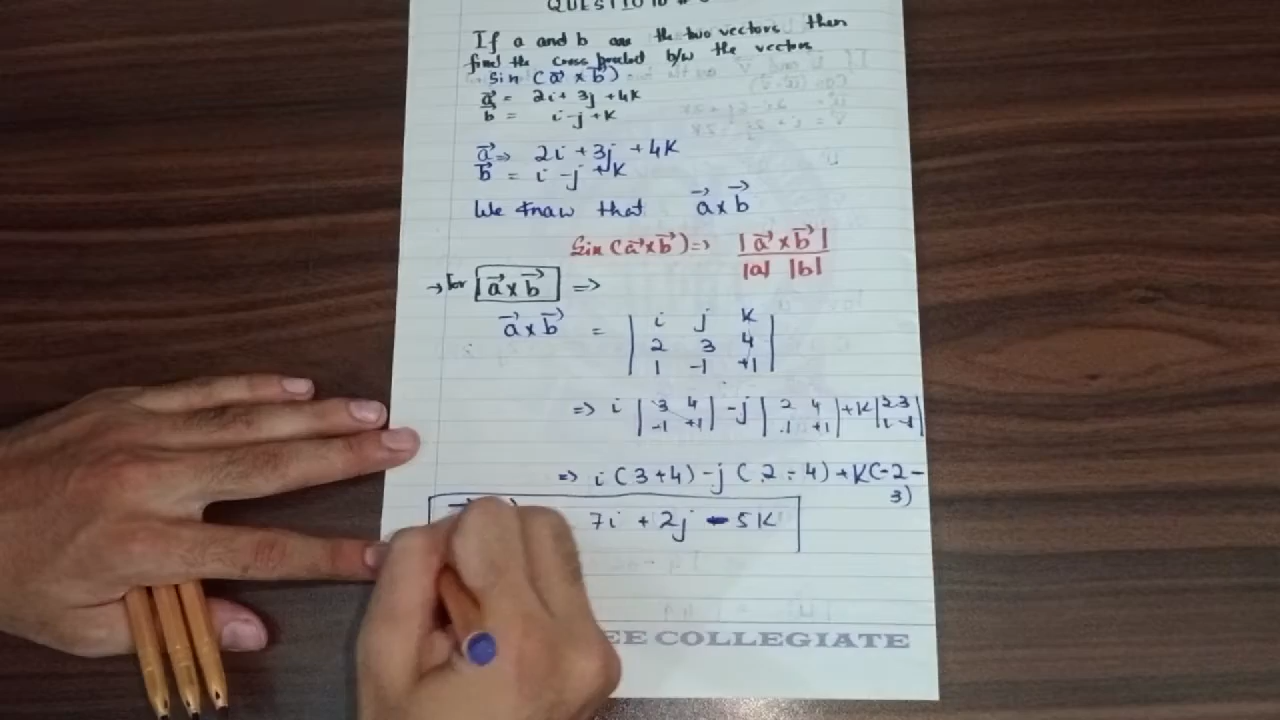 QUESTION #
If a and b are the two vectors then
find the cross product b/w the vectors
Sin (a⃗ × b⃗)
a⃗ = 2i + 3j + 4K
b⃗ = i - j + K
a⃗ => 2i + 3j + 4K
b⃗ = i - j + K
We know that a⃗ × b⃗
Sin (a⃗ × b⃗) => |a⃗ × b⃗|
|a| |b|
→ For |a⃗ × b⃗| =>
a⃗ × b⃗ = | i j K |
| 2 3 4 |
| 1 -1 +1 |
=> i | 3 4 | - j | 2 4 | + K | 2 3 |
| -1 +1 | | 1 +1 | | 1 -1 |
=> i (3+4) - j (2-4) + K(-2-
3)
7i + 2j - 5K
EE COLLEGIATE